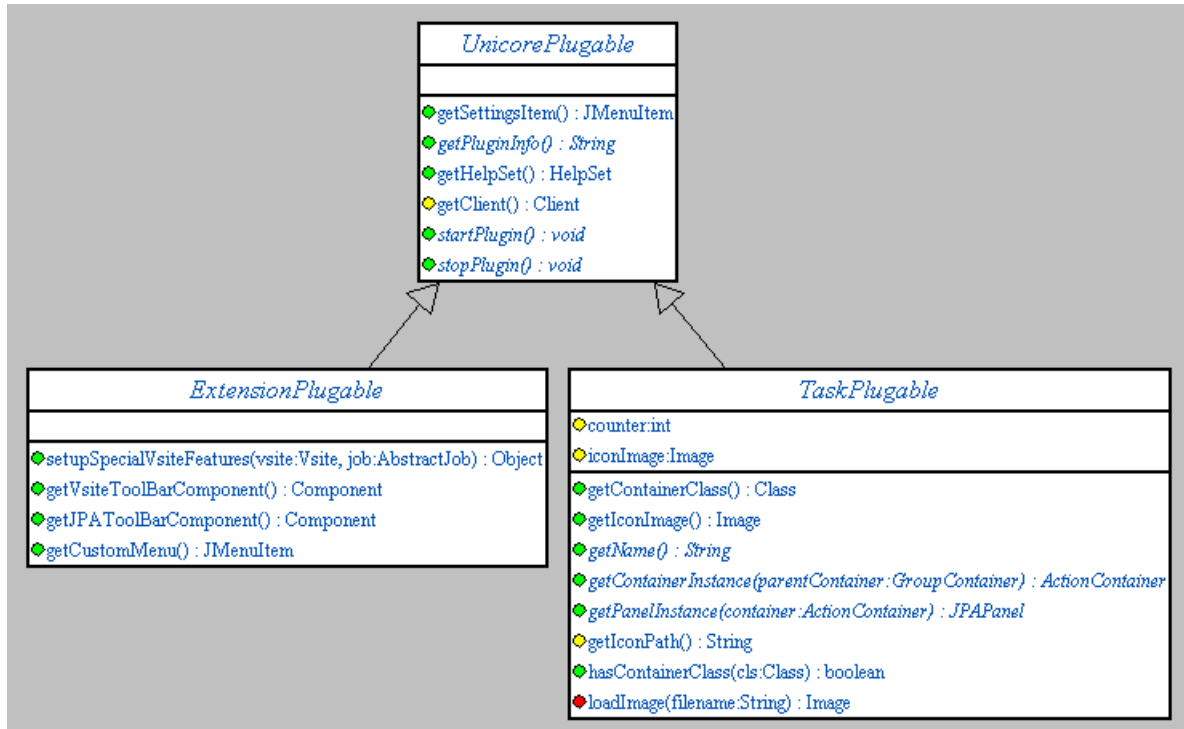 UnicorePlugable
getSettingsItem() : JMenuItem
getPluginInfo() : String
getHelpSet() : HelpSet
getClient() : Client
startPlugin() : void
stopPlugin() : void
ExtensionPlugable
setupSpecialVsiteFeatures(vsite:Vsite, job:AbstractJob) : Object
getVsiteToolBarComponent() : Component
getJPAToolBarComponent() : Component
getCustomMenu() : JMenuItem
TaskPlugable
counter:int
iconImage:Image
getContainerClass() : Class
getIconImage() : Image
getName() : String
getContainerInstance(parentContainer:GroupContainer) : ActionContainer
getPanelInstance(container:ActionContainer) : JPAPanel
getIconPath() : String
hasContainerClass(cls:Class) : boolean
loadImage(filename:String) : Image